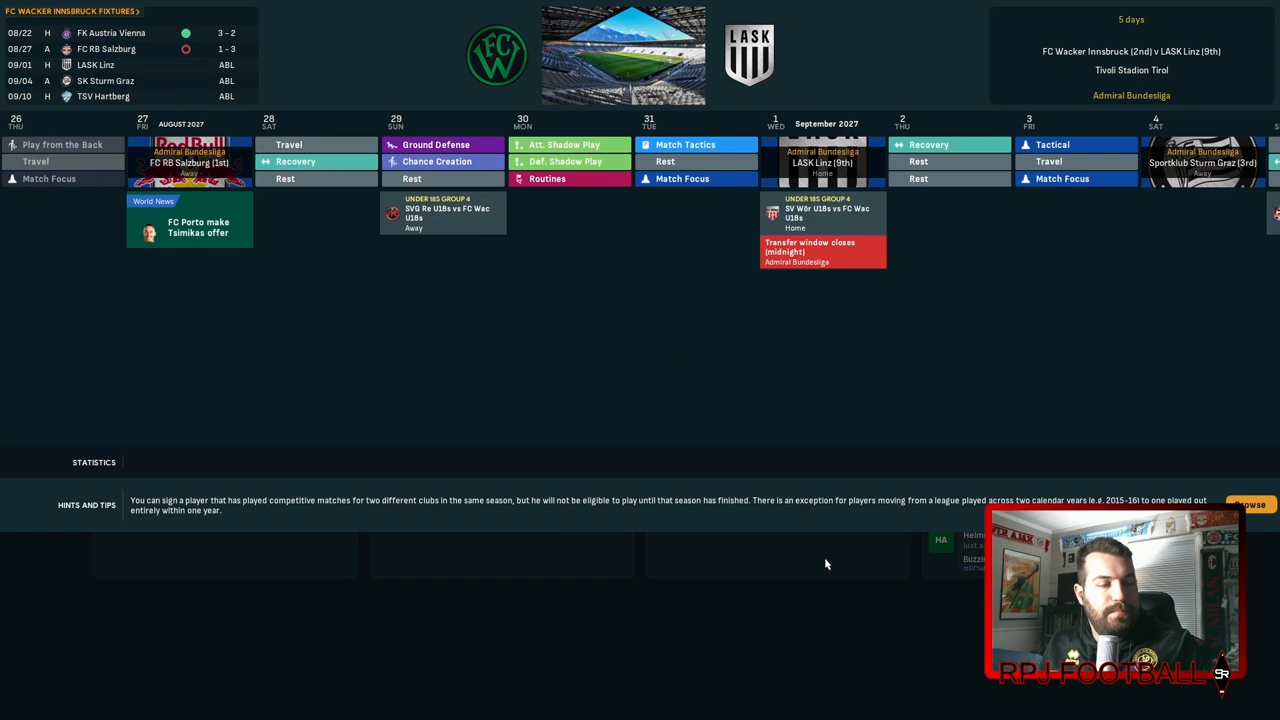 FC WACKER INNSBRUCK FIXTURES >
08/22 H FK Austria Vienna 3 - 2
08/27 A FC RB Salzburg 1 - 3
09/01 H LASK Linz ABL
09/04 A SK Sturm Graz ABL
09/10 H TSV Hartberg ABL
FC W
LASK
5 days
FC Wacker Innsbruck (2nd) v LASK Linz (9th)
Tivoli Stadion Tirol
Admiral Bundesliga
26 THU
27 FRI AUGUST 2027
28 SAT
29 SUN
30 MON
31 TUE
1 WED September 2027
2 THU
3 FRI
4 SAT
Play from the Back
Travel
Match Focus
Red Bull
Admiral Bundesliga
FC RB Salzburg (1st)
Away
Travel
Recovery
Rest
Ground Defense
Chance Creation
Rest
Att. Shadow Play
Def. Shadow Play
Routines
Match Tactics
Rest
Match Focus
Admiral Bundesliga
LASK Linz (9th)
Home
Recovery
Rest
Rest
Tactical
Travel
Match Focus
Admiral Bundesliga
Sportklub Sturm Graz (3rd)
Away
World News
FC Porto make
Tsimikas offer
UNDER 18S GROUP 4
SVG Re U18s vs FC Wac
U18s
Away
UNDER 18S GROUP 4
SV Wör U18s vs FC Wac
U18s
Home
Transfer window closes
(midnight)
Admiral Bundesliga
STATISTICS
HINTS AND TIPS
You can sign a player that has played competitive matches for two different clubs in the same season, but he will not be eligible to play until that season has finished. There is an exception for players moving from a league played across two calendar years (e.g. 2015-16) to one played out
entirely within one year.
Browse
HA
Helm
Just a
Buzzi
RPJ FOOTBALL
SR